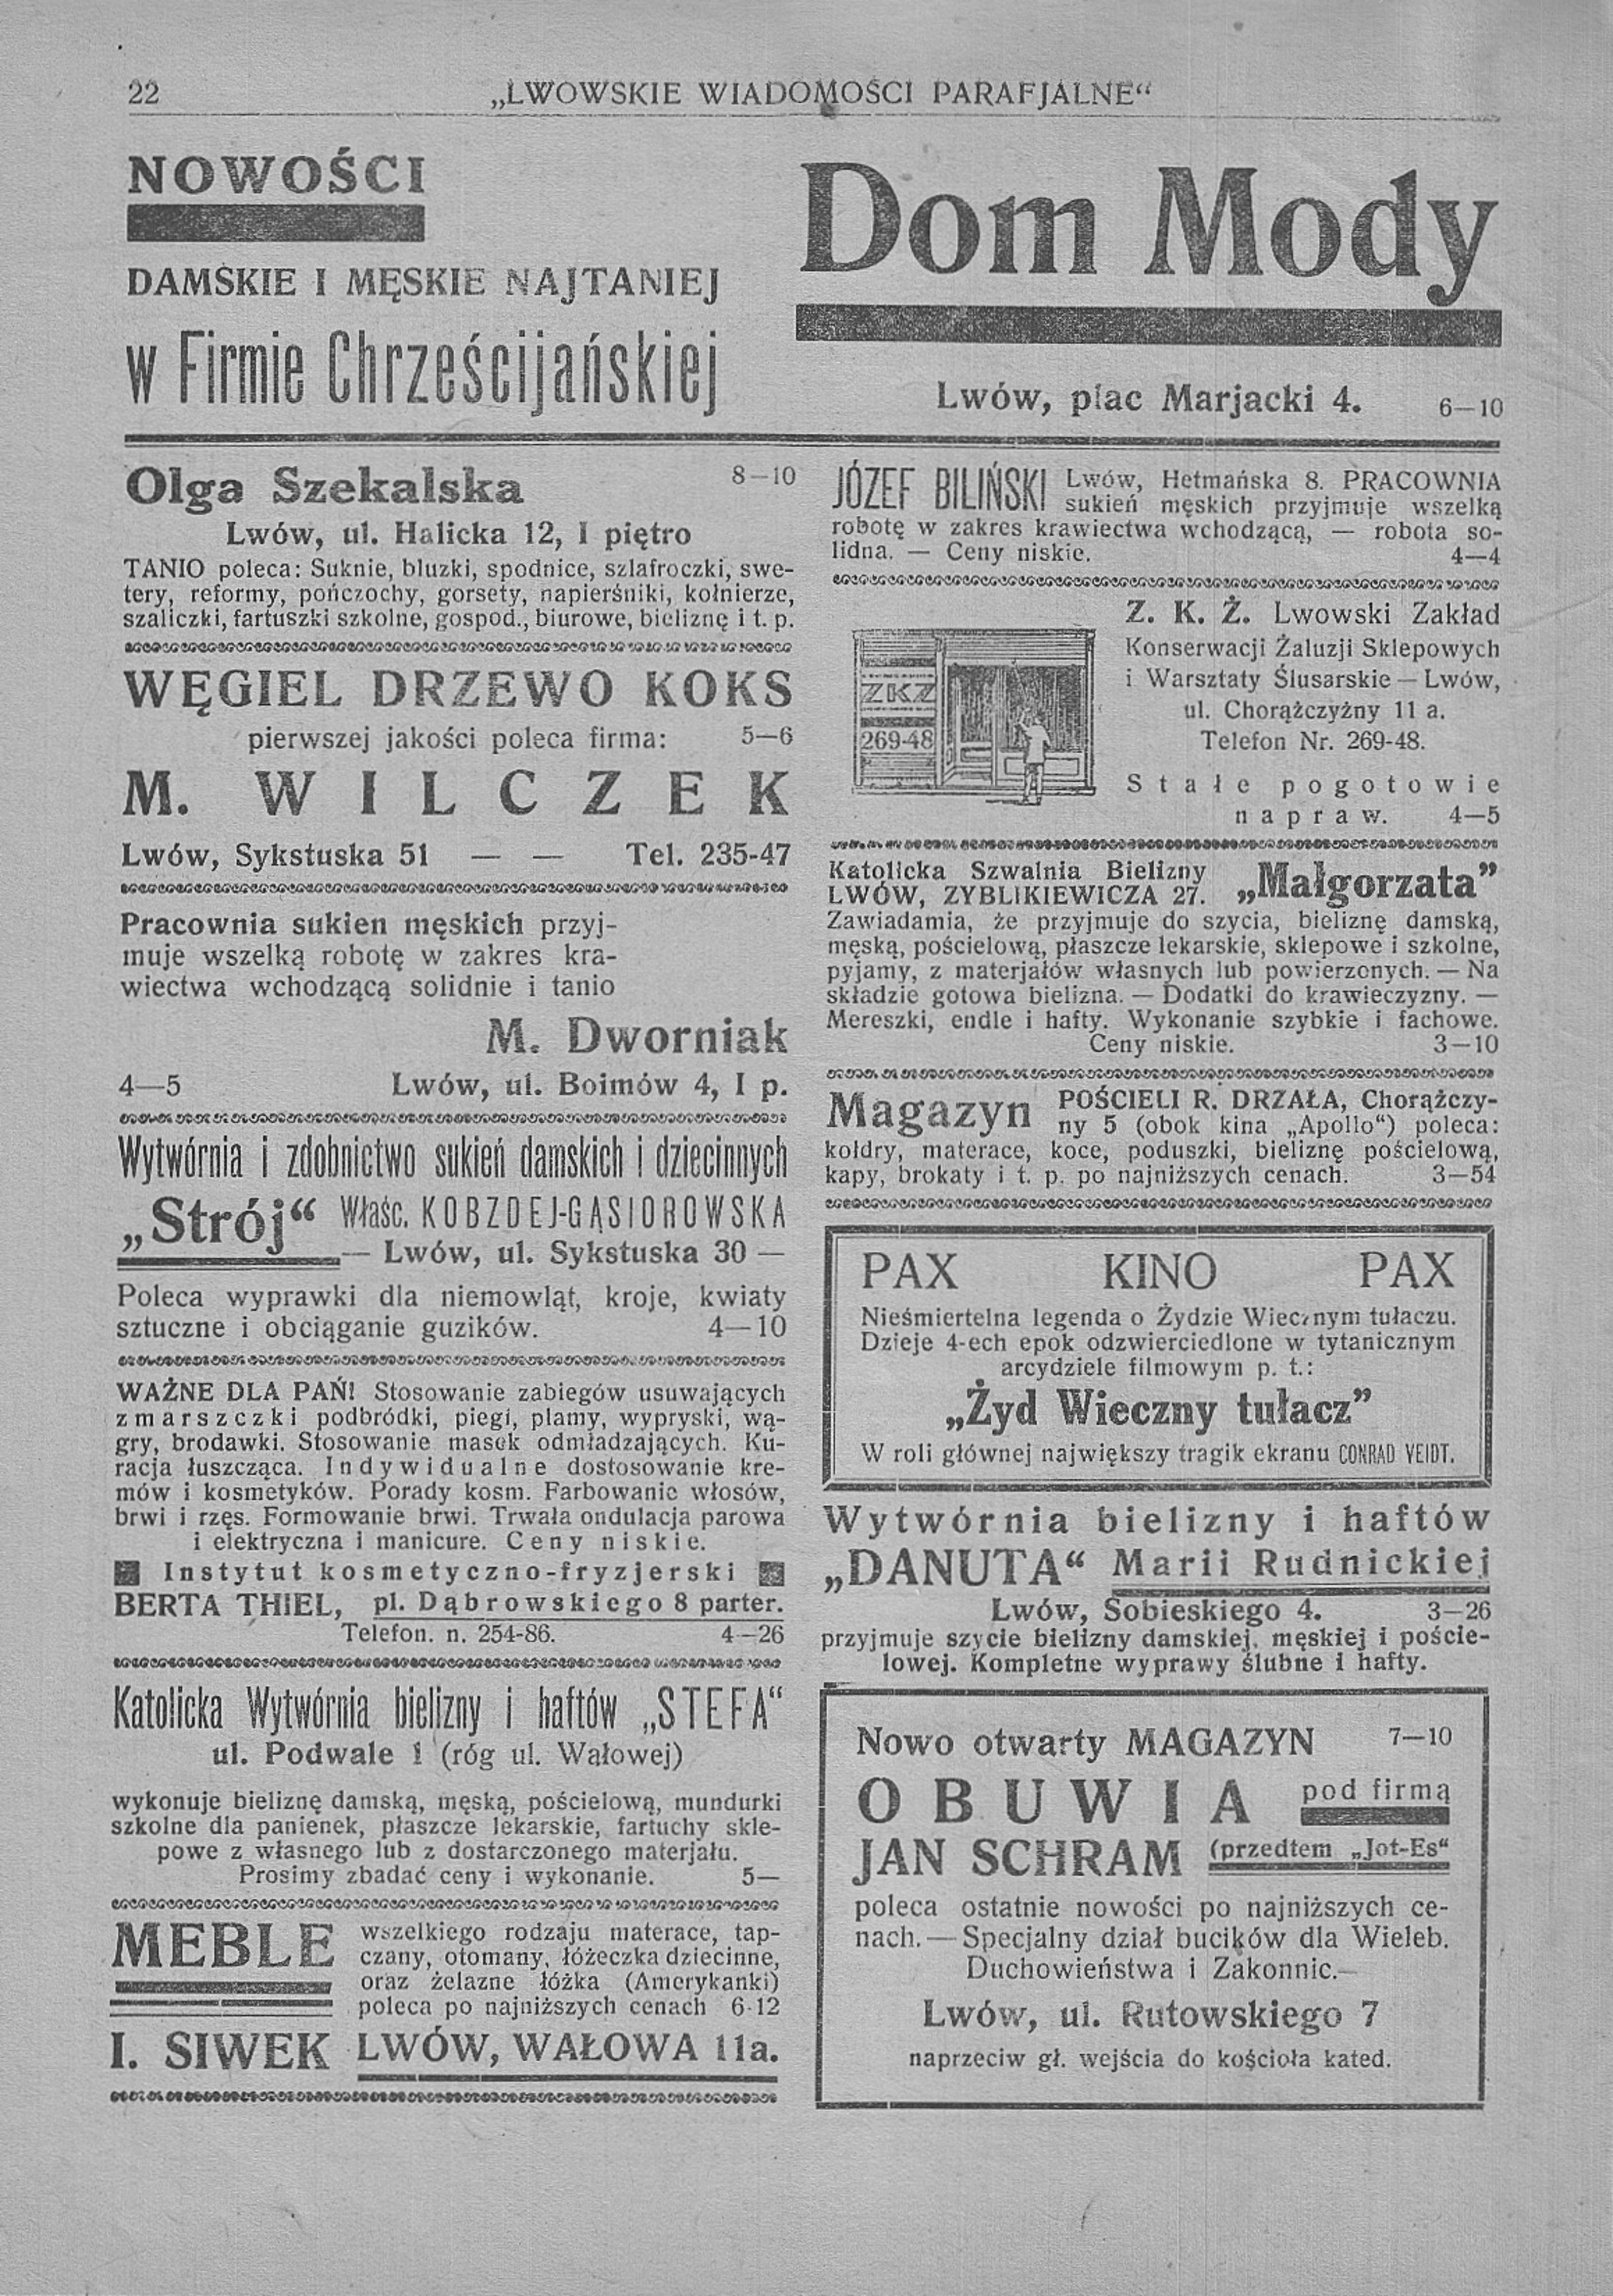 22 „LWOWSKIE WIADOMOŚCI PARAFJALNE“
NOWOŚCI
DAMSKIE I MĘSKIE NAJTANIEJ
w Firmie Chrześcijańskiej
Dom Mody
Lwów, plac Marjacki 4. 6—10
Olga Szekalska 8—10
Lwów, ul. Halicka 12, I piętro
TANIO poleca: Suknie, bluzki, spodnice, szlafroczki, swe-
tery, reformy, pończochy, gorsety, napierśniki, kołnierze,
szaliczki, fartuszki szkolne, gospod., biurowe, bieliznę i t. p.
WĘGIEL DRZEWO KOKS
pierwszej jakości poleca firma: 5—6
M. WILCZEK
Lwów, Sykstuska 51 — — Tel. 235-47
Pracownia sukien męskich przyj-
muje wszelką robotę w zakres kra-
wiectwa wchodzącą solidnie i tanio
M. Dworniak
4—5 Lwów, ul. Boimów 4, I p.
Wytwórnia i zdobnictwo sukień damskich i dziecinnych
„Strój“ Właśc. KOBZDEJ-GĄSIOROWSKA
— Lwów, ul. Sykstuska 30 —
Poleca wyprawki dla niemowląt, kroje, kwiaty
sztuczne i obciąganie guzików. 4—10
WAŻNE DLA PAŃ! Stosowanie zabiegów usuwających
zmarszczki podbródki, piegi, plamy, wypryski, wą-
gry, brodawki. Stosowanie masek odmładzających. Ku-
racja łuszcząca. Indywidualne dostosowanie kre-
mów i kosmetyków. Porady kosm. Farbowanie włosów,
brwi i rzęs. Formowanie brwi. Trwała ondulacja parowa
i elektryczna i manicure. Ceny niskie.
Instytut kosmetyczno-fryzjerski
BERTA THIEL, pl. Dąbrowskiego 8 parter.
Telefon. n. 254-86. 4—26
Katolicka Wytwórnia bielizny i haftów „STEFA“
ul. Podwale 1 (róg ul. Wałowej)
wykonuje bieliznę damską, męską, pościelową, mundurki
szkolne dla panienek, płaszcze lekarskie, fartuchy skle-
powe z własnego lub z dostarczonego materjału.
Prosimy zbadać ceny i wykonanie. 5—
MEBLE wszelkiego rodzaju materace, tap-
czany, otomany, łóżeczka dziecinne,
oraz żelazne łóżka (Amerykanki)
poleca po najniższych cenach 6-12
I. SIWEK LWÓW, WAŁOWA 11a.
JÓZEF BILIŃSKI Lwów, Hetmańska 8. PRACOWNIA
sukień męskich przyjmuje wszelką
robotę w zakres krawiectwa wchodzącą, — robota so-
lidna. — Ceny niskie. 4—4
ZKZ
269-48
Z. K. Ż. Lwowski Zakład
Konserwacji Żaluzji Sklepowych
i Warsztaty Ślusarskie — Lwów,
ul. Chorążczyżny 11 a.
Telefon Nr. 269-48.
Stałe pogotowie
napraw. 4—5
Katolicka Szwalnia Bielizny
LWÓW, ZYBLIKIEWICZA 27. „Małgorzata”
Zawiadamia, że przyjmuje do szycia, bieliznę damską,
męską, pościelową, płaszcze lekarskie, sklepowe i szkolne,
pyjamy, z materjałów własnych lub powierzonych. — Na
składzie gotowa bielizna. — Dodatki do krawieczyzny. —
Mereszki, endle i hafty. Wykonanie szybkie i fachowe.
Ceny niskie. 3—10
Magazyn POŚCIELI R. DRZAŁA, Chorążczy-
ny 5 (obok kina „Apollo“) poleca:
kołdry, materace, koce, poduszki, bieliznę pościelową,
kapy, brokaty i t. p. po najniższych cenach. 3—54
PAX KINO PAX
Nieśmiertelna legenda o Żydzie Wiecznym tułaczu.
Dzieje 4-ech epok odzwierciedlone w tytanicznym
arcydziele filmowym p. t.:
„Żyd Wieczny tułacz”
W roli głównej największy tragik ekranu CONRAD VEIDT.
Wytwórnia bielizny i haftów
„DANUTA“ Marii Rudnickiej
Lwów, Sobieskiego 4. 3—26
przyjmuje szycie bielizny damskiej, męskiej i poście-
lowej. Kompletne wyprawy ślubne i hafty.
Nowo otwarty MAGAZYN 7—10
OBUWIA pod firmą
JAN SCHRAM (przedtem „Jot-Es“
poleca ostatnie nowości po najniższych ce-
nach. — Specjalny dział bucików dla Wieleb.
Duchowieństwa i Zakonnic.—
Lwów, ul. Rutowskiego 7
naprzeciw gł. wejścia do kościoła kated.